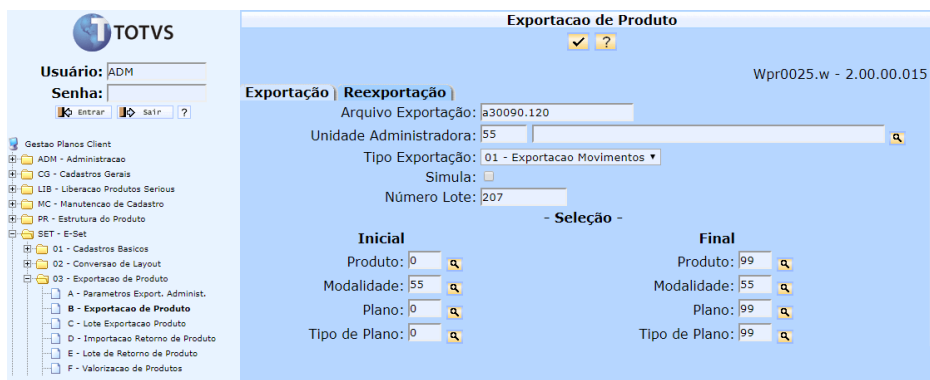 TOTVS
Usuário: ADM
Senha:
Entrar Sair ?
Gestao Planos Client
ADM - Administracao
CG - Cadastros Gerais
LIB - Liberacao Produtos Serious
MC - Manutencao de Cadastro
PR - Estrutura do Produto
SET - E-Set
01 - Cadastros Basicos
02 - Conversao de Layout
03 - Exportacao de Produto
A - Parametros Export. Administ.
B - Exportacao de Produto
C - Lote Exportacao Produto
D - Importacao Retorno de Produto
E - Lote de Retorno de Produto
F - Valorizacao de Produtos
Exportacao de Produto
?
Wpr0025.w - 2.00.00.015
Exportação Reexportação
Arquivo Exportação: a30090.120
Unidade Administradora: 55
Tipo Exportação: 01 - Exportacao Movimentos
Simula:
Número Lote: 207
- Seleção -
Inicial Final
Produto: 0 Produto: 99
Modalidade: 55 Modalidade: 55
Plano: 0 Plano: 99
Tipo de Plano: 0 Tipo de Plano: 99